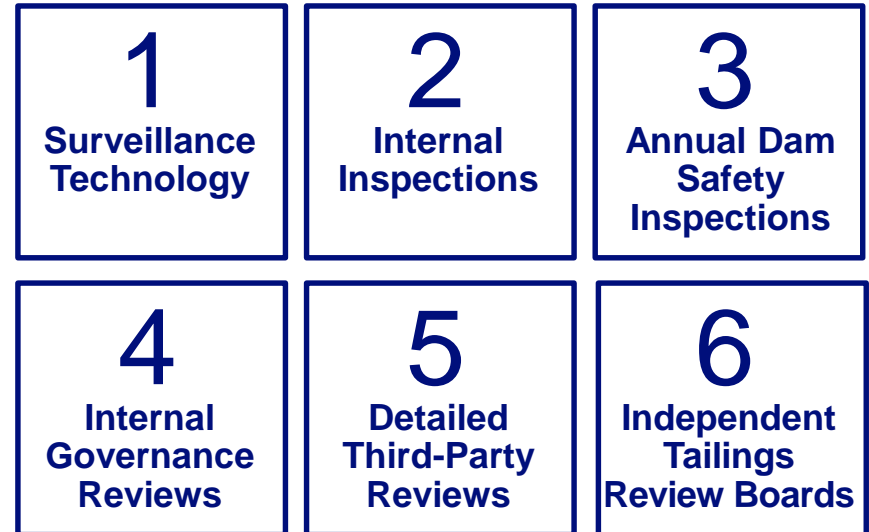 1
Surveillance
Technology
2
Internal
Inspections
3
Annual Dam
Safety
Inspections
4
Internal
Governance
Reviews
5
Detailed
Third-Party
Reviews
6
Independent
Tailings
Review Boards